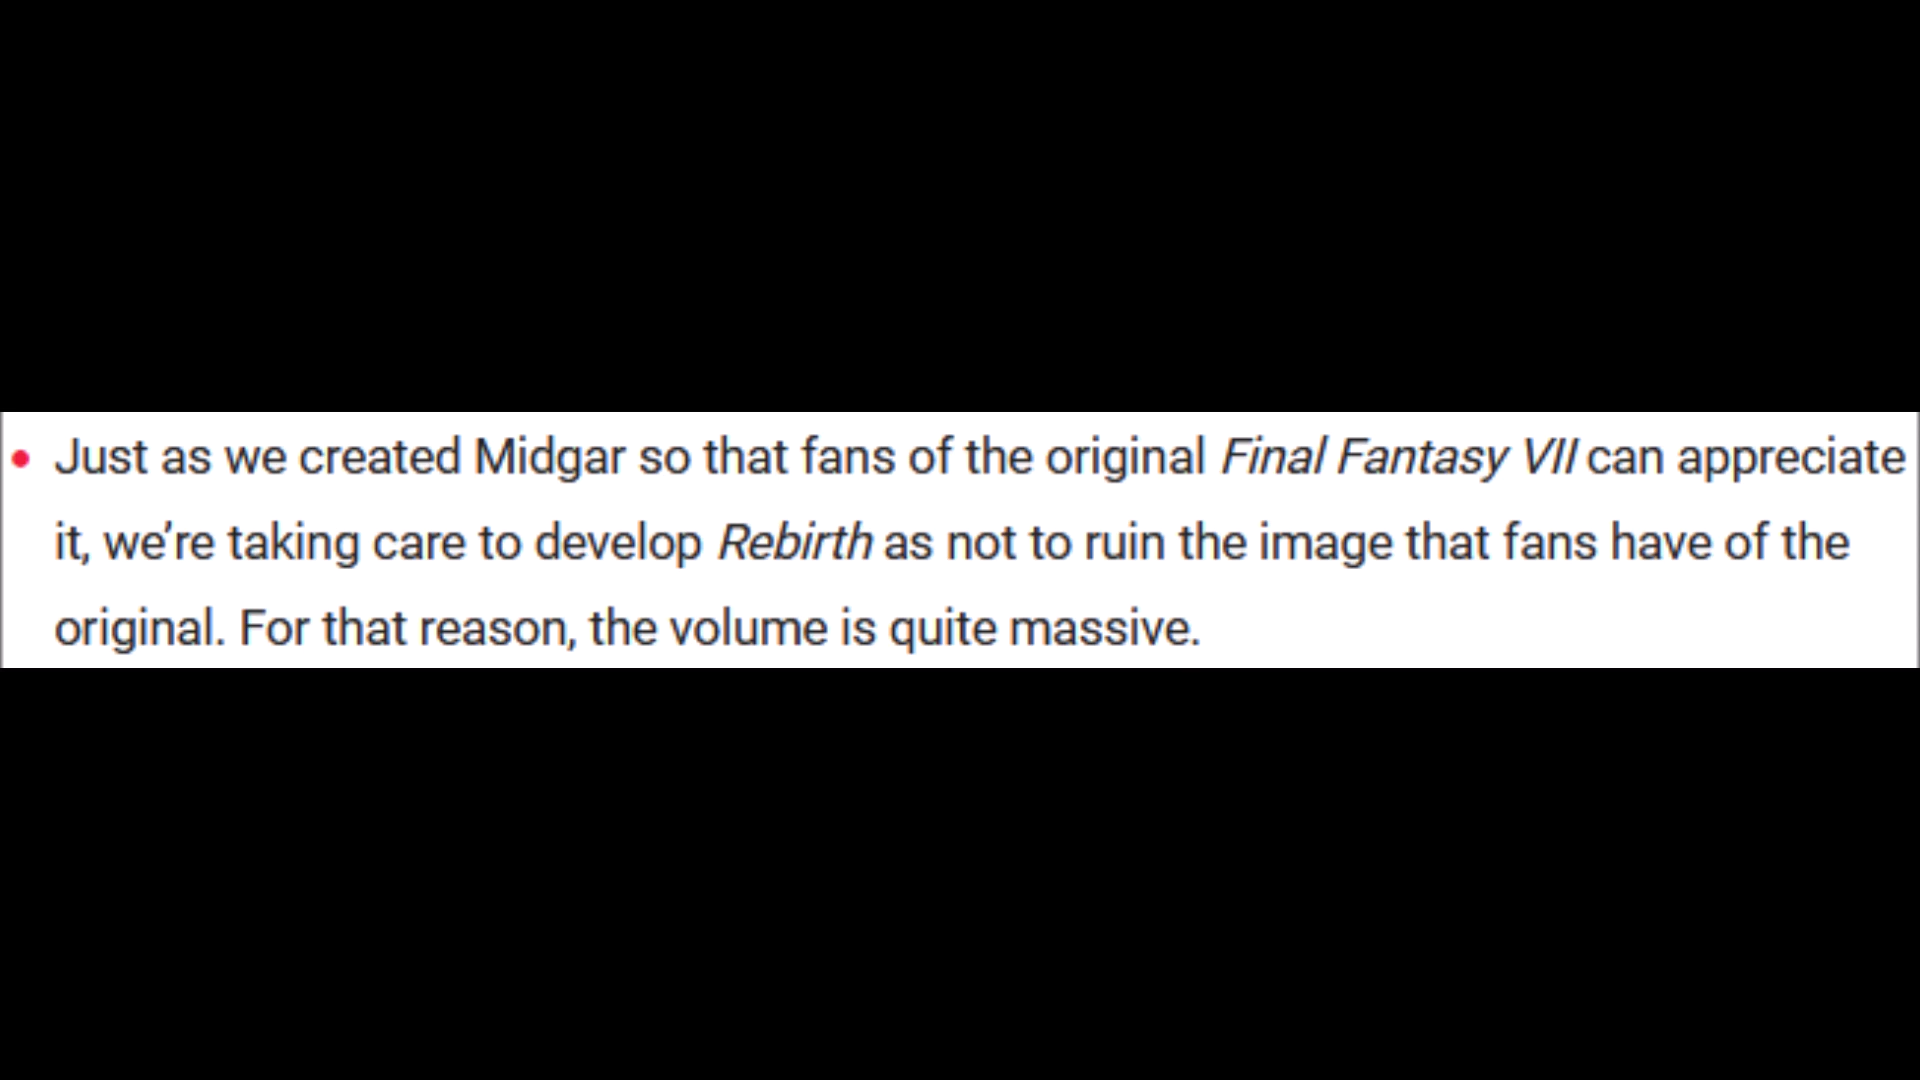 • Just as we created Midgar so that fans of the original Final Fantasy VII can appreciate
it, we’re taking care to develop Rebirth as not to ruin the image that fans have of the
original. For that reason, the volume is quite massive.